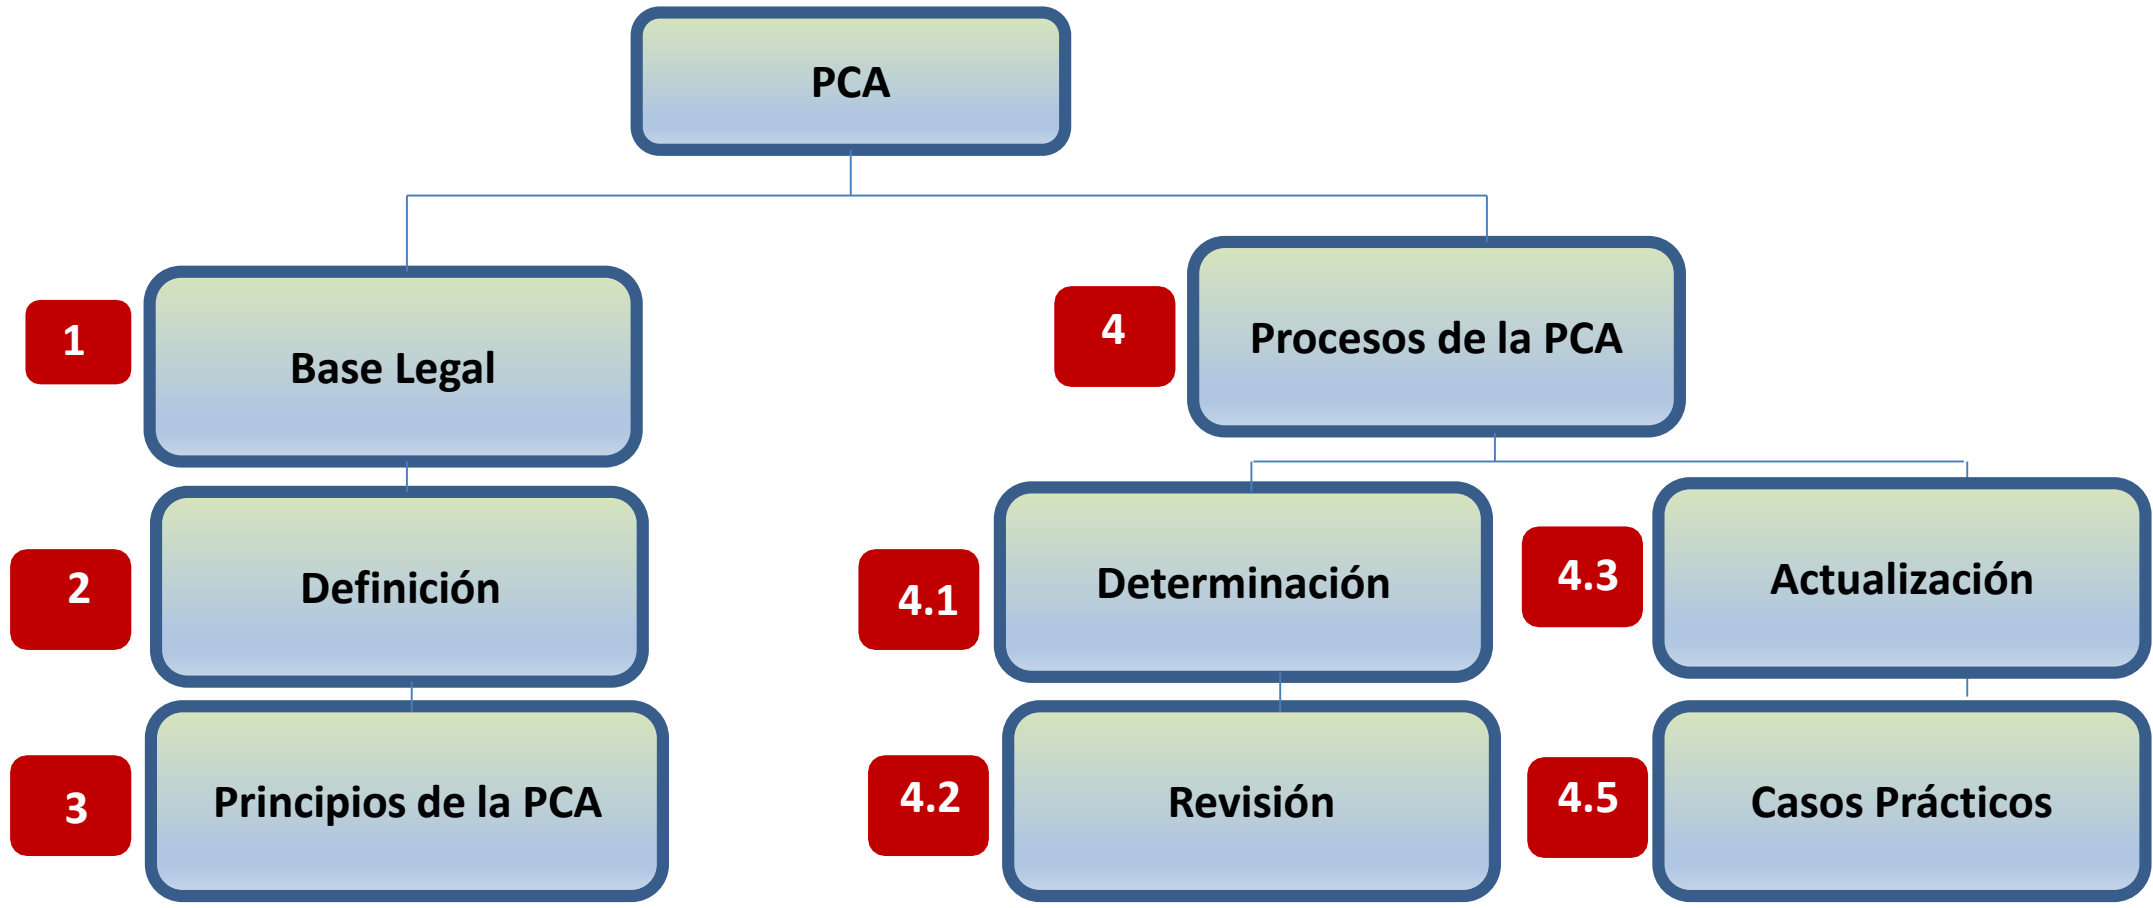 PCA
1
Base Legal
2
Definición
3
Principios de la PCA
4
Procesos de la PCA
4.1
Determinación
4.2
Revisión
4.3
Actualización
4.5
Casos Prácticos